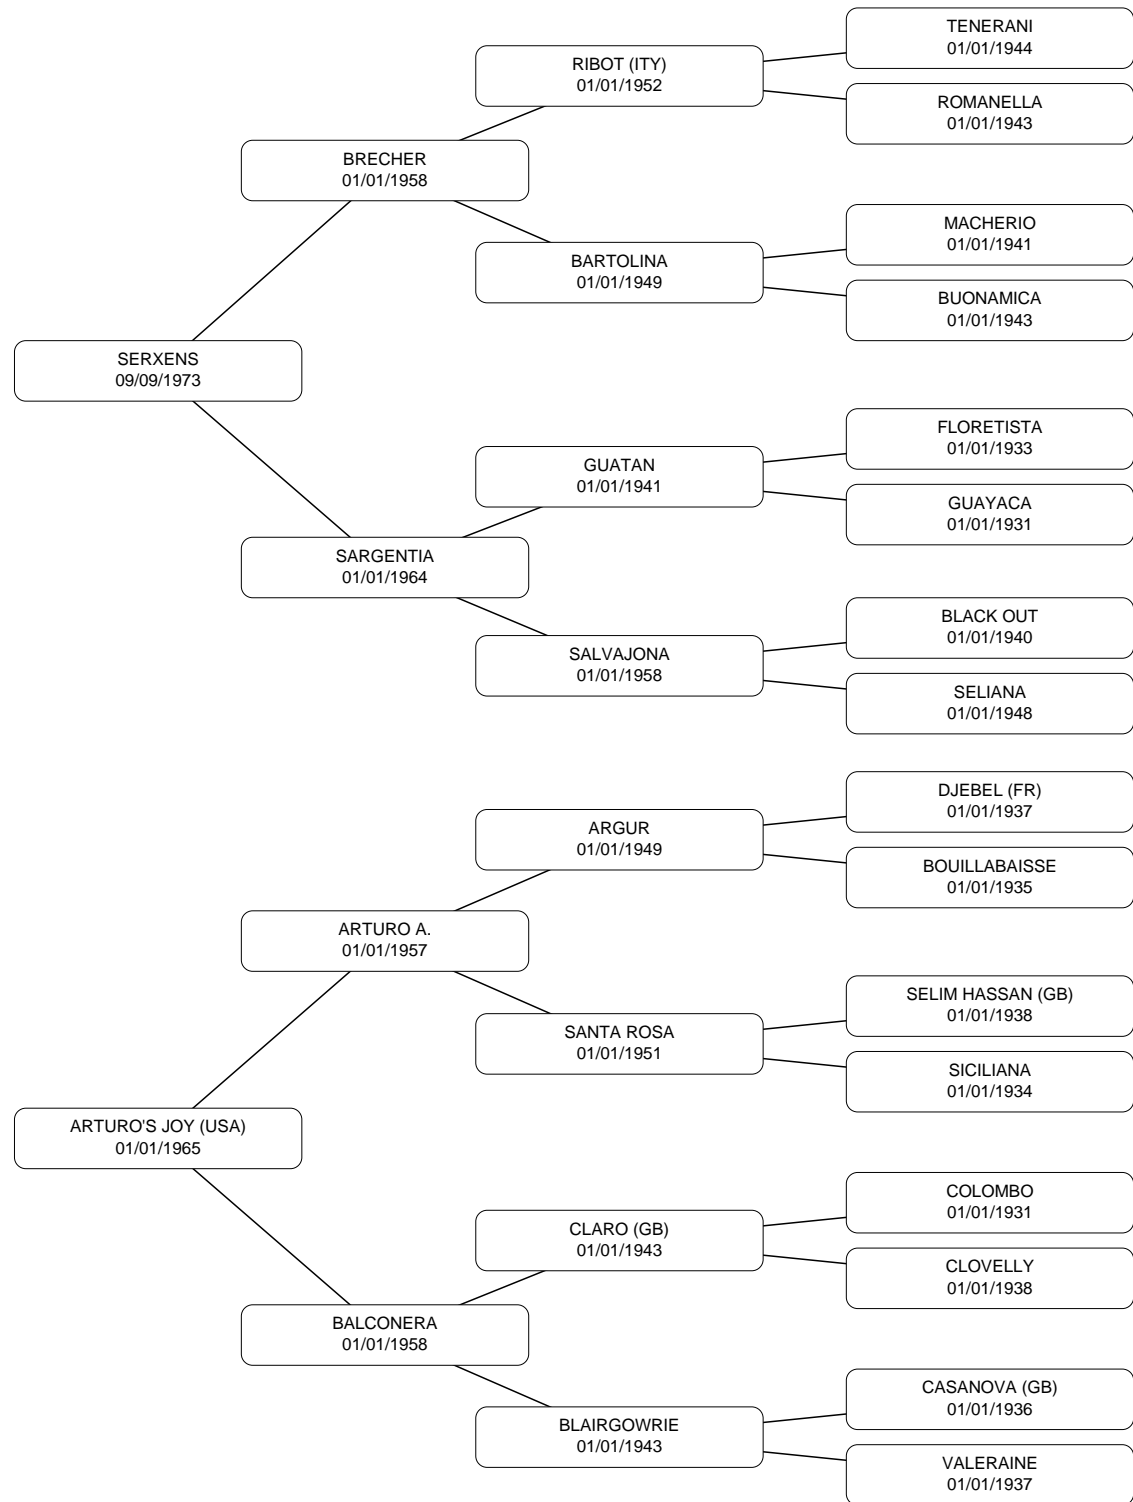 TENERANI
01/01/1944
RIBOT (ITY)
01/01/1952
ROMANELLA
01/01/1943
BRECHER
01/01/1958
MACHERIO
01/01/1941
BARTOLINA
01/01/1949
BUONAMICA
01/01/1943
SERXENS
09/09/1973
FLORETISTA
01/01/1933
GUATAN
01/01/1941
GUAYACA
01/01/1931
SARGENTIA
01/01/1964
BLACK OUT
01/01/1940
SALVAJONA
01/01/1958
SELIANA
01/01/1948
DJEBEL (FR)
01/01/1937
ARGUR
01/01/1949
BOUILLABAISSE
01/01/1935
ARTURO A.
01/01/1957
SELIM HASSAN (GB)
01/01/1938
SANTA ROSA
01/01/1951
SICILIANA
01/01/1934
ARTURO'S JOY (USA)
01/01/1965
COLOMBO
01/01/1931
CLARO (GB)
01/01/1943
CLOVELLY
01/01/1938
BALCONERA
01/01/1958
CASANOVA (GB)
01/01/1936
BLAIRGOWRIE
01/01/1943
VALERAINE
01/01/1937